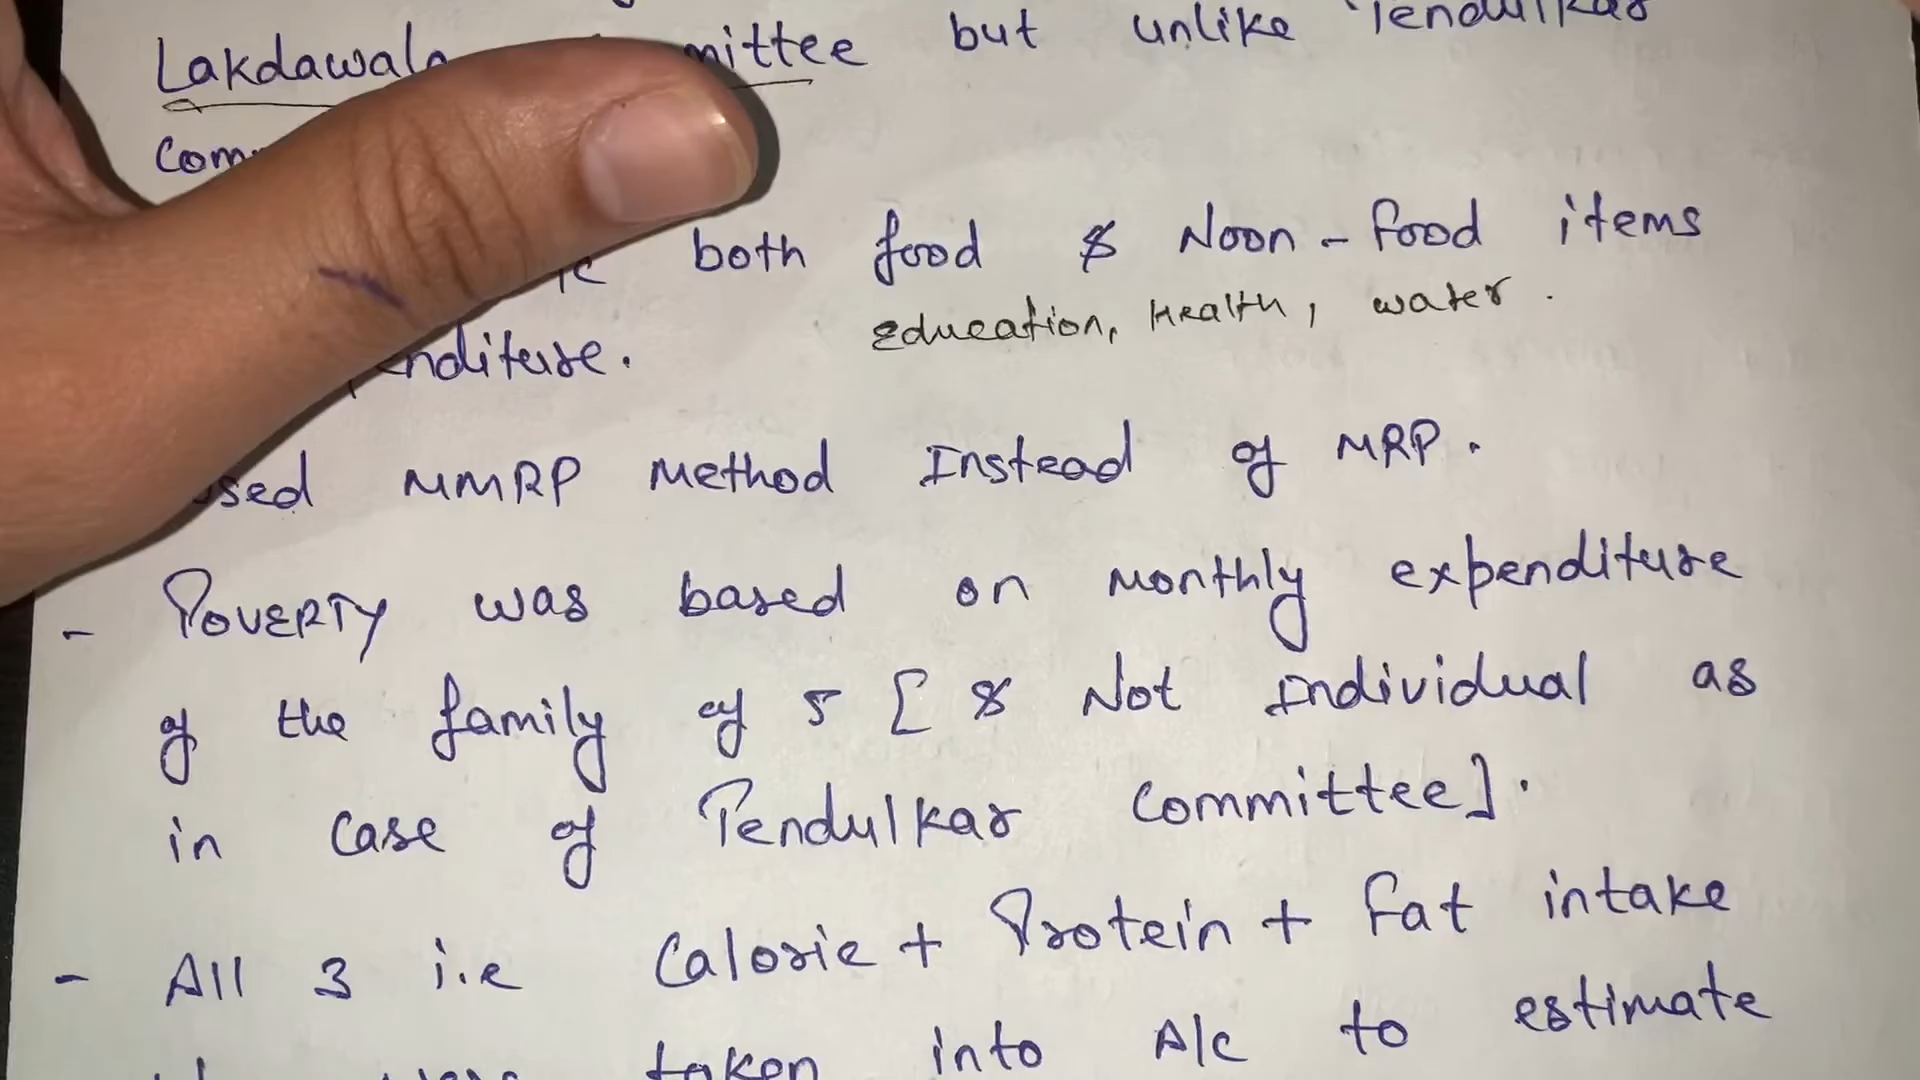 Lakdawala mittee but unlike Tendulkar
Com
both food & Noon - food items
Education, Health, water.
enditure.
used MMRP Method Instead of MRP.
- Poverty was based on monthly expenditure
of the family of 5 [ & Not Individual as
in case of Tendulkar Committee].
- All 3 i.e Calorie + Protein + Fat intake
taken into A/c to estimate